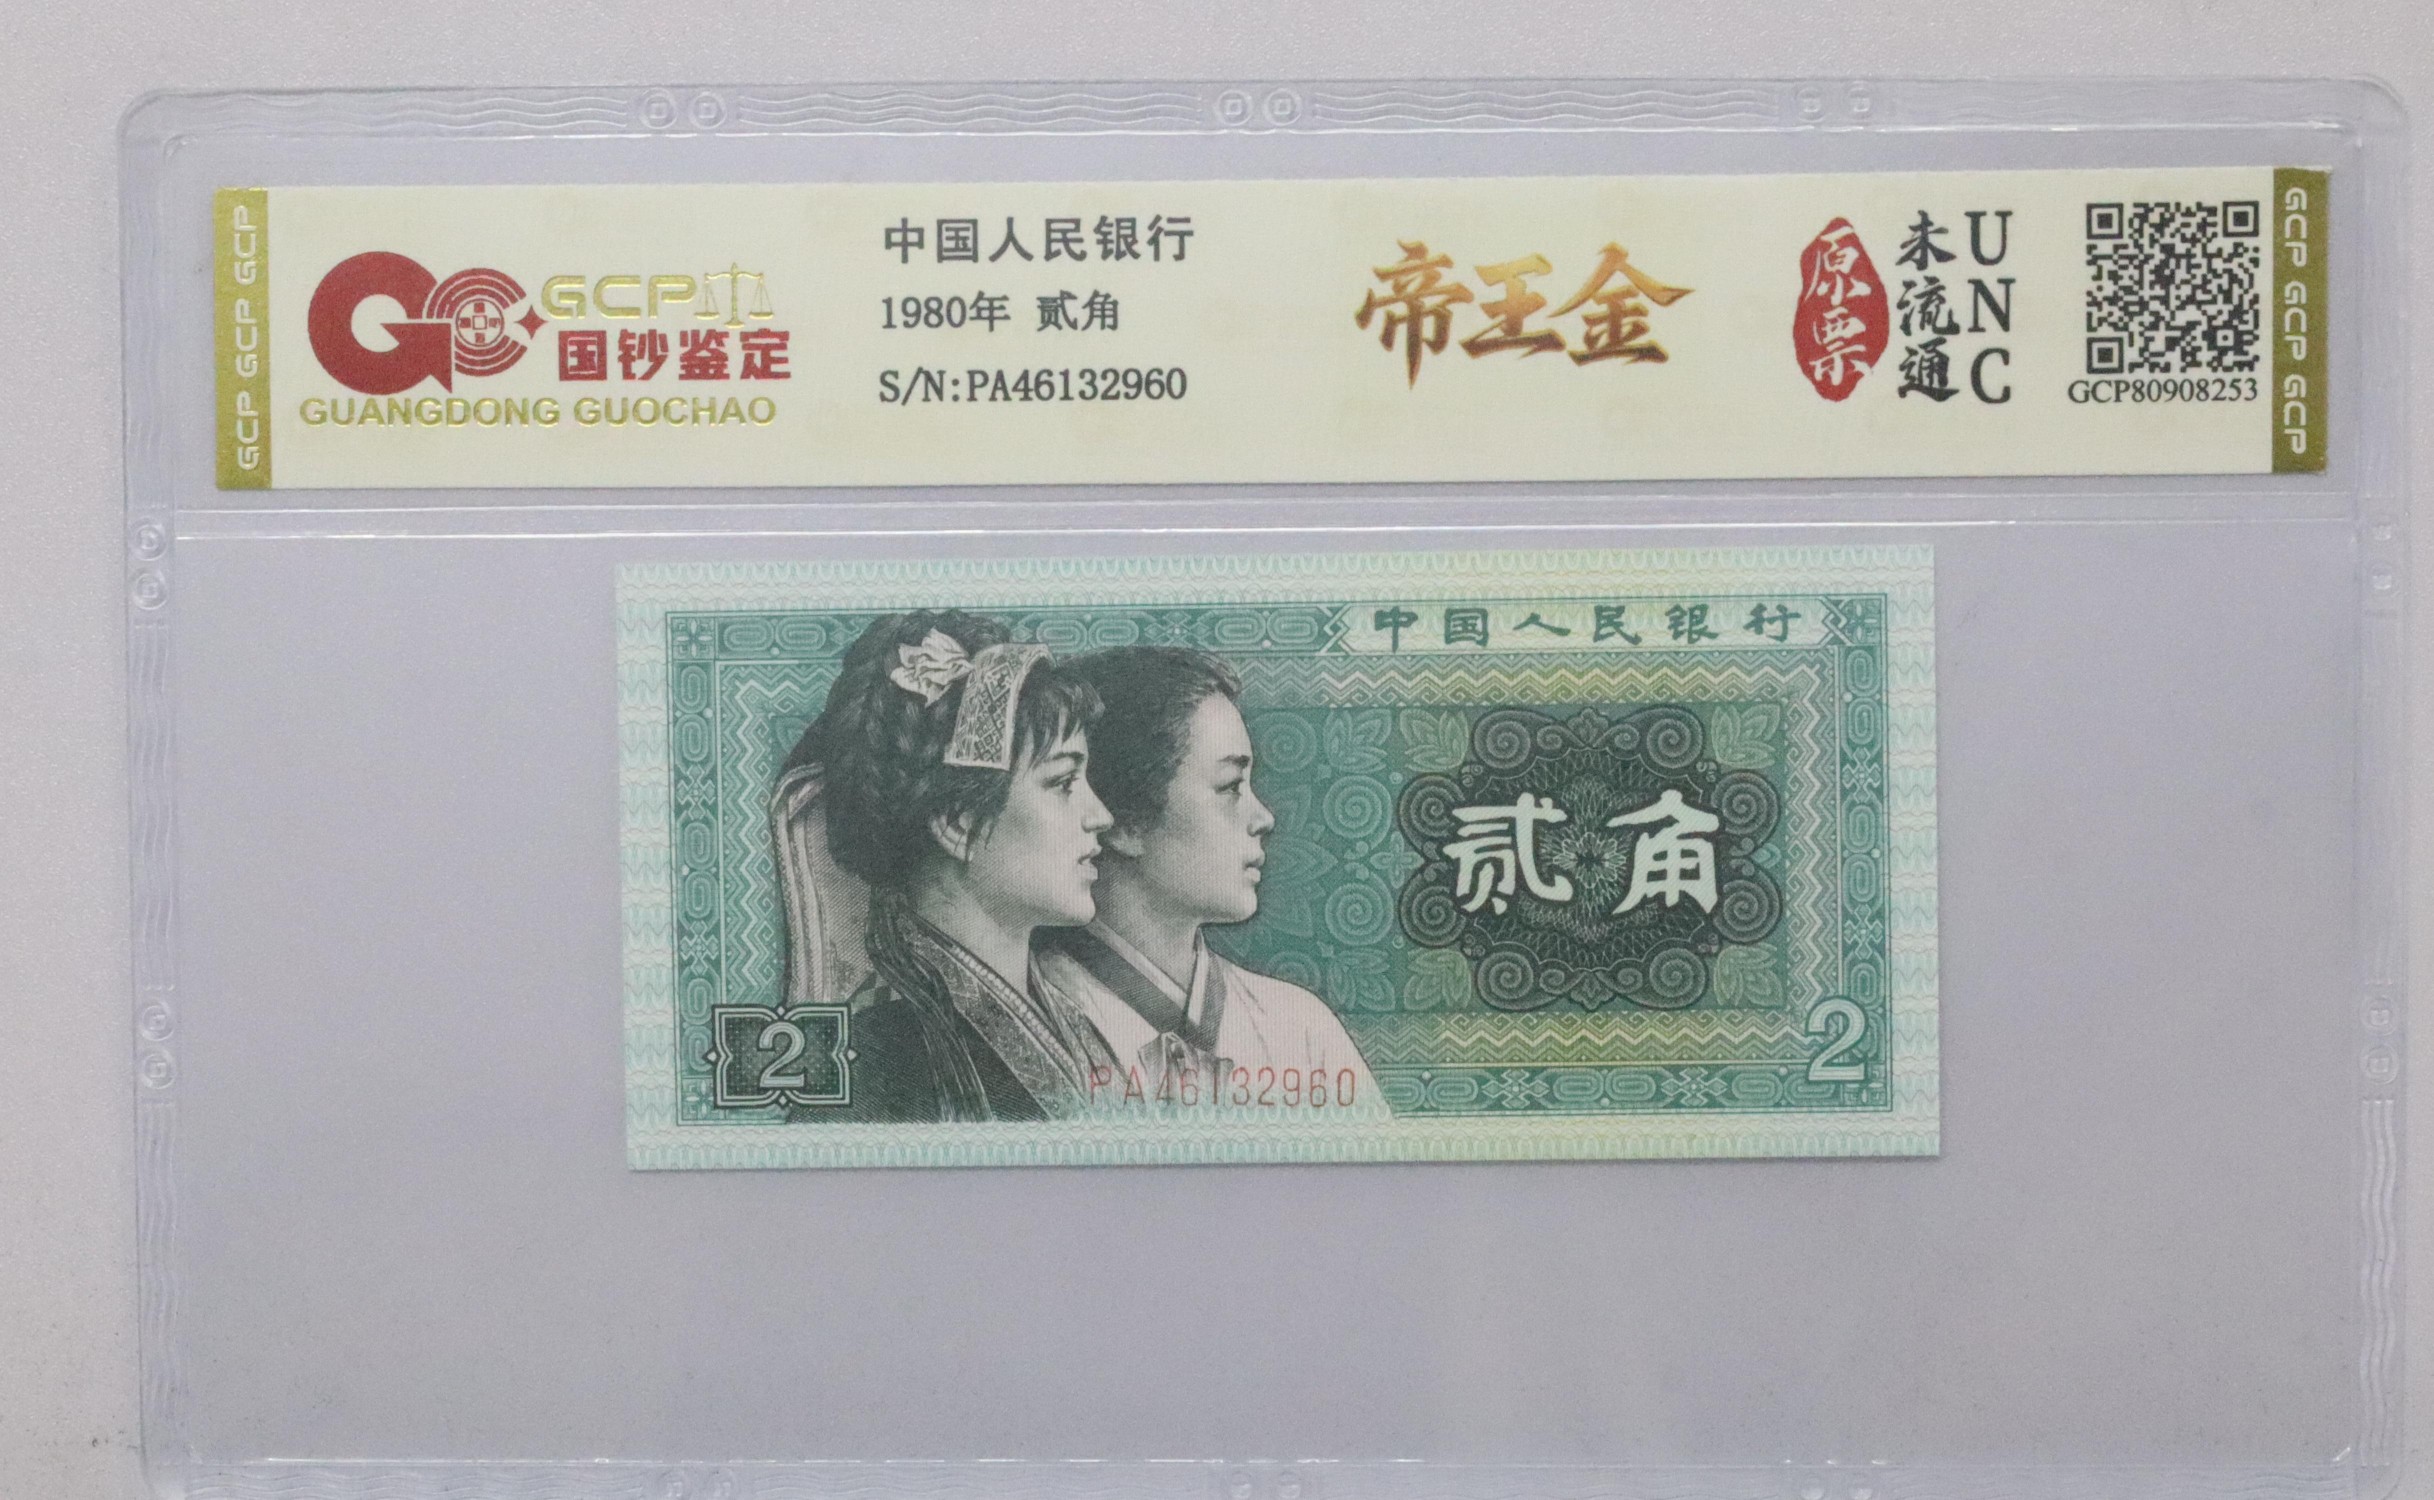 GCP GCP GCP
GCP
国钞鉴定
GUANGDONG GUOCHAO
中国人民银行
1980年 贰角
S/N:PA46132960
帝王金
原票
未流通
UNC
GCP80908253
GCP GCP GCP
中国人民银行
贰角
2
2
PA46132960